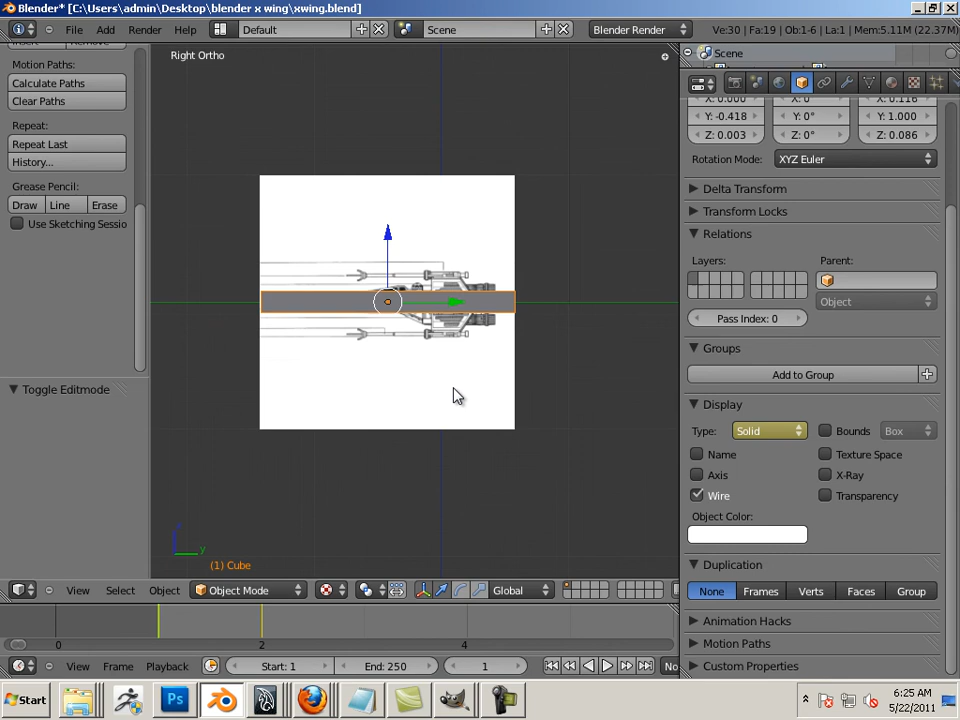 Blender* [C:\Users\admin\Desktop\blender x wing\xwing.blend]
File Add Render Help Default Scene Blender Render Ve:30 | Fa:19 | Ob:1-6 | La:1 | Mem:5.11M (22.37M)
Right Ortho
Scene
Motion Paths:
Calculate Paths
Clear Paths
Repeat:
Repeat Last
History...
Grease Pencil:
Draw Line Erase
Use Sketching Sessio
Toggle Editmode
X: 0.000 X: 0° X: 0.116
Y: -0.418 Y: 0° Y: 1.000
Z: 0.003 Z: 0° Z: 0.086
Rotation Mode: XYZ Euler
Delta Transform
Transform Locks
Relations
Layers: Parent:
Object
Pass Index: 0
Groups
Add to Group
Display
Type: Solid Bounds Box
Name Texture Space
Axis X-Ray
Wire Transparency
Object Color:
Duplication
None Frames Verts Faces Group
Animation Hacks
Motion Paths
Custom Properties
z
y
(1) Cube
View Select Object Object Mode Global
0 2 4
View Frame Playback Start: 1 End: 250 1 No
Start Ps 6:25 AM
5/22/2011